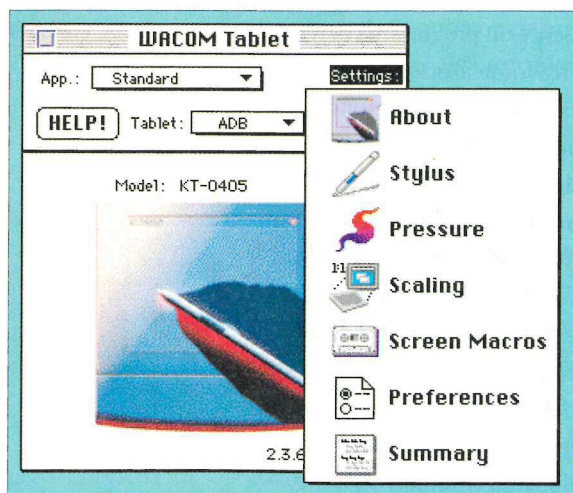 WACOM Tablet
App.: Standard
Settings:
HELP! Tablet: ADB
Model: KT-0405
2.3.6
About
Stylus
Pressure
1:1
Scaling
Screen Macros
Preferences
Summary